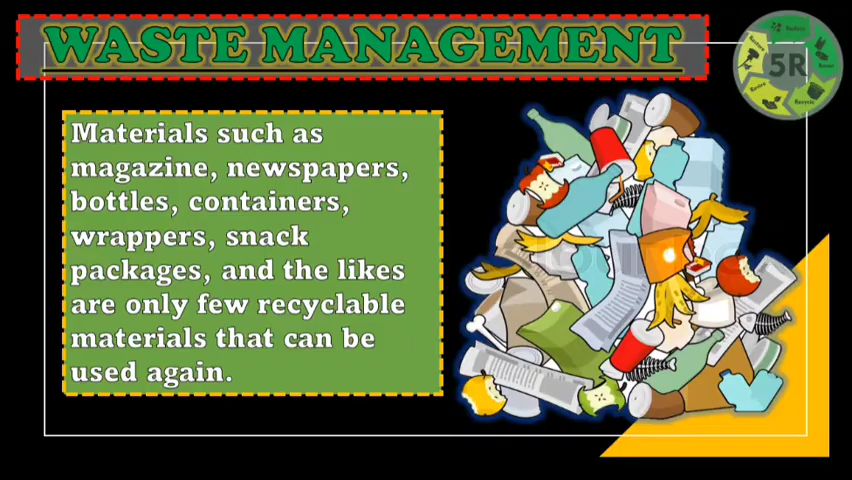 WASTE MANAGEMENT
5R
Recycle
Materials such as
magazine, newspapers,
bottles, containers,
wrappers, snack
packages, and the likes
are only few recyclable
materials that can be
used again.